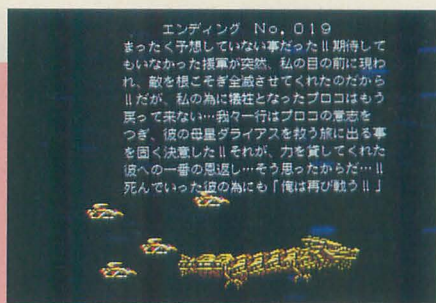 エンディング No.019
まったく予想していない事だった!!期待して
もいなかった援軍が突然、私の目の前に現わ
れ、敵を根こそぎ全滅させてくれたのだから
!!だが、私の為に犠牲となったプロコはもう
戻って来ない…我々一行はプロコの意志を
つぎ、彼の母星ダライアスを救う旅に出る事
を固く決意した!!それが、力を貸してくれた
彼への一番の恩返し…そう思ったからだ…!!
死んでいった彼の為にも「俺は再び戦う!!」